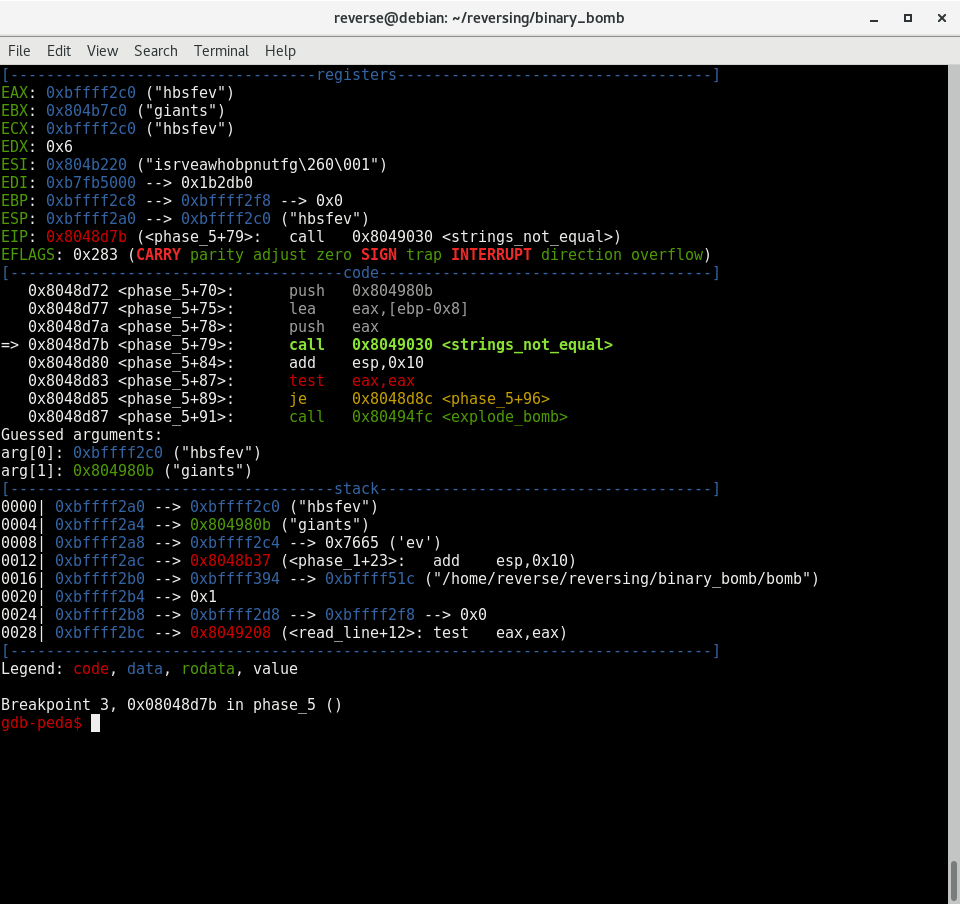 reverse@debian: ~/reversing/binary_bomb
File Edit View Search Terminal Help
[----------------------------------registers-----------------------------------]
EAX: 0xbffff2c0 ("hbsfev")
EBX: 0x804b7c0 ("giants")
ECX: 0xbffff2c0 ("hbsfev")
EDX: 0x6
ESI: 0x804b220 ("isrveawhobpnutfg\260\001")
EDI: 0xb7fb5000 --> 0x1b2db0
EBP: 0xbffff2c8 --> 0xbffff2f8 --> 0x0
ESP: 0xbffff2a0 --> 0xbffff2c0 ("hbsfev")
EIP: 0x8048d7b (<phase_5+79>: call 0x8049030 <strings_not_equal>)
EFLAGS: 0x283 (CARRY parity adjust zero SIGN trap INTERRUPT direction overflow)
[-------------------------------------code-------------------------------------]
0x8048d72 <phase_5+70>: push 0x804980b
0x8048d77 <phase_5+75>: lea eax,[ebp-0x8]
0x8048d7a <phase_5+78>: push eax
=> 0x8048d7b <phase_5+79>: call 0x8049030 <strings_not_equal>
0x8048d80 <phase_5+84>: add esp,0x10
0x8048d83 <phase_5+87>: test eax,eax
0x8048d85 <phase_5+89>: je 0x8048d8c <phase_5+96>
0x8048d87 <phase_5+91>: call 0x80494fc <explode_bomb>
Guessed arguments:
arg[0]: 0xbffff2c0 ("hbsfev")
arg[1]: 0x804980b ("giants")
[------------------------------------stack-------------------------------------]
0000| 0xbffff2a0 --> 0xbffff2c0 ("hbsfev")
0004| 0xbffff2a4 --> 0x804980b ("giants")
0008| 0xbffff2a8 --> 0xbffff2c4 --> 0x7665 ('ev')
0012| 0xbffff2ac --> 0x8048b37 (<phase_1+23>: add esp,0x10)
0016| 0xbffff2b0 --> 0xbffff394 --> 0xbffff51c ("/home/reverse/reversing/binary_bomb/bomb")
0020| 0xbffff2b4 --> 0x1
0024| 0xbffff2b8 --> 0xbffff2d8 --> 0xbffff2f8 --> 0x0
0028| 0xbffff2bc --> 0x8049208 (<read_line+12>: test eax,eax)
[------------------------------------------------------------------------------]
Legend: code, data, rodata, value
Breakpoint 3, 0x08048d7b in phase_5 ()
gdb-peda$